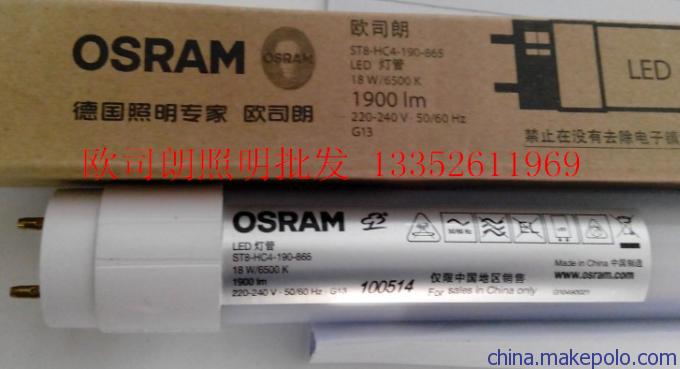 OSRAM
德国照明专家 欧司朗
欧司朗
ST8-HC4-190-865
LED 灯管
18 W/6500 K
1900 lm
220-240 V · 50/60 Hz
G13
LED
禁止在没有去除电子镇
欧司朗照明批发 13352611969
OSRAM
LED 灯管
ST8-HC4-190-865
18 W/6500 K
1900 lm
220-240 V · 50/60 Hz · G13
100514
50/60 Hz
仅限中国地区销售
For sales in China only
Made in China 中国制造
www.osram.com
china.makepolo.com